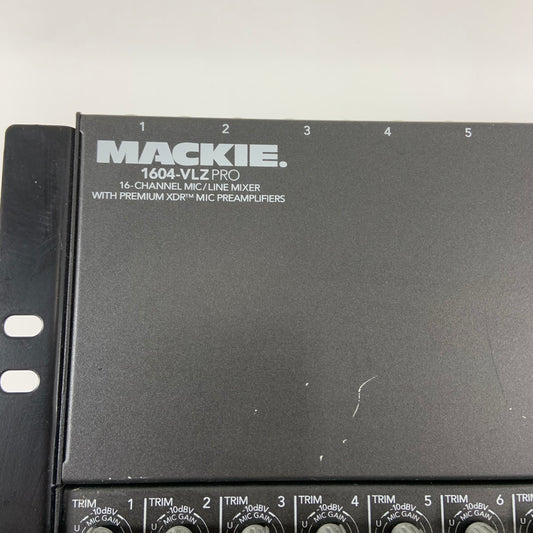 1 2 3 4 5
MACKIE.
1604-VLZ PRO
16-CHANNEL MIC/LINE MIXER
WITH PREMIUM XDR™ MIC PREAMPLIFIERS
TRIM 1 TRIM 2 TRIM 3 TRIM 4 TRIM 5 TRIM 6
-10dBV -10dBV -10dBV -10dBV -10dBV -10dBV
U MIC GAIN U MIC GAIN U MIC GAIN U MIC GAIN U MIC GAIN U MIC GAIN U